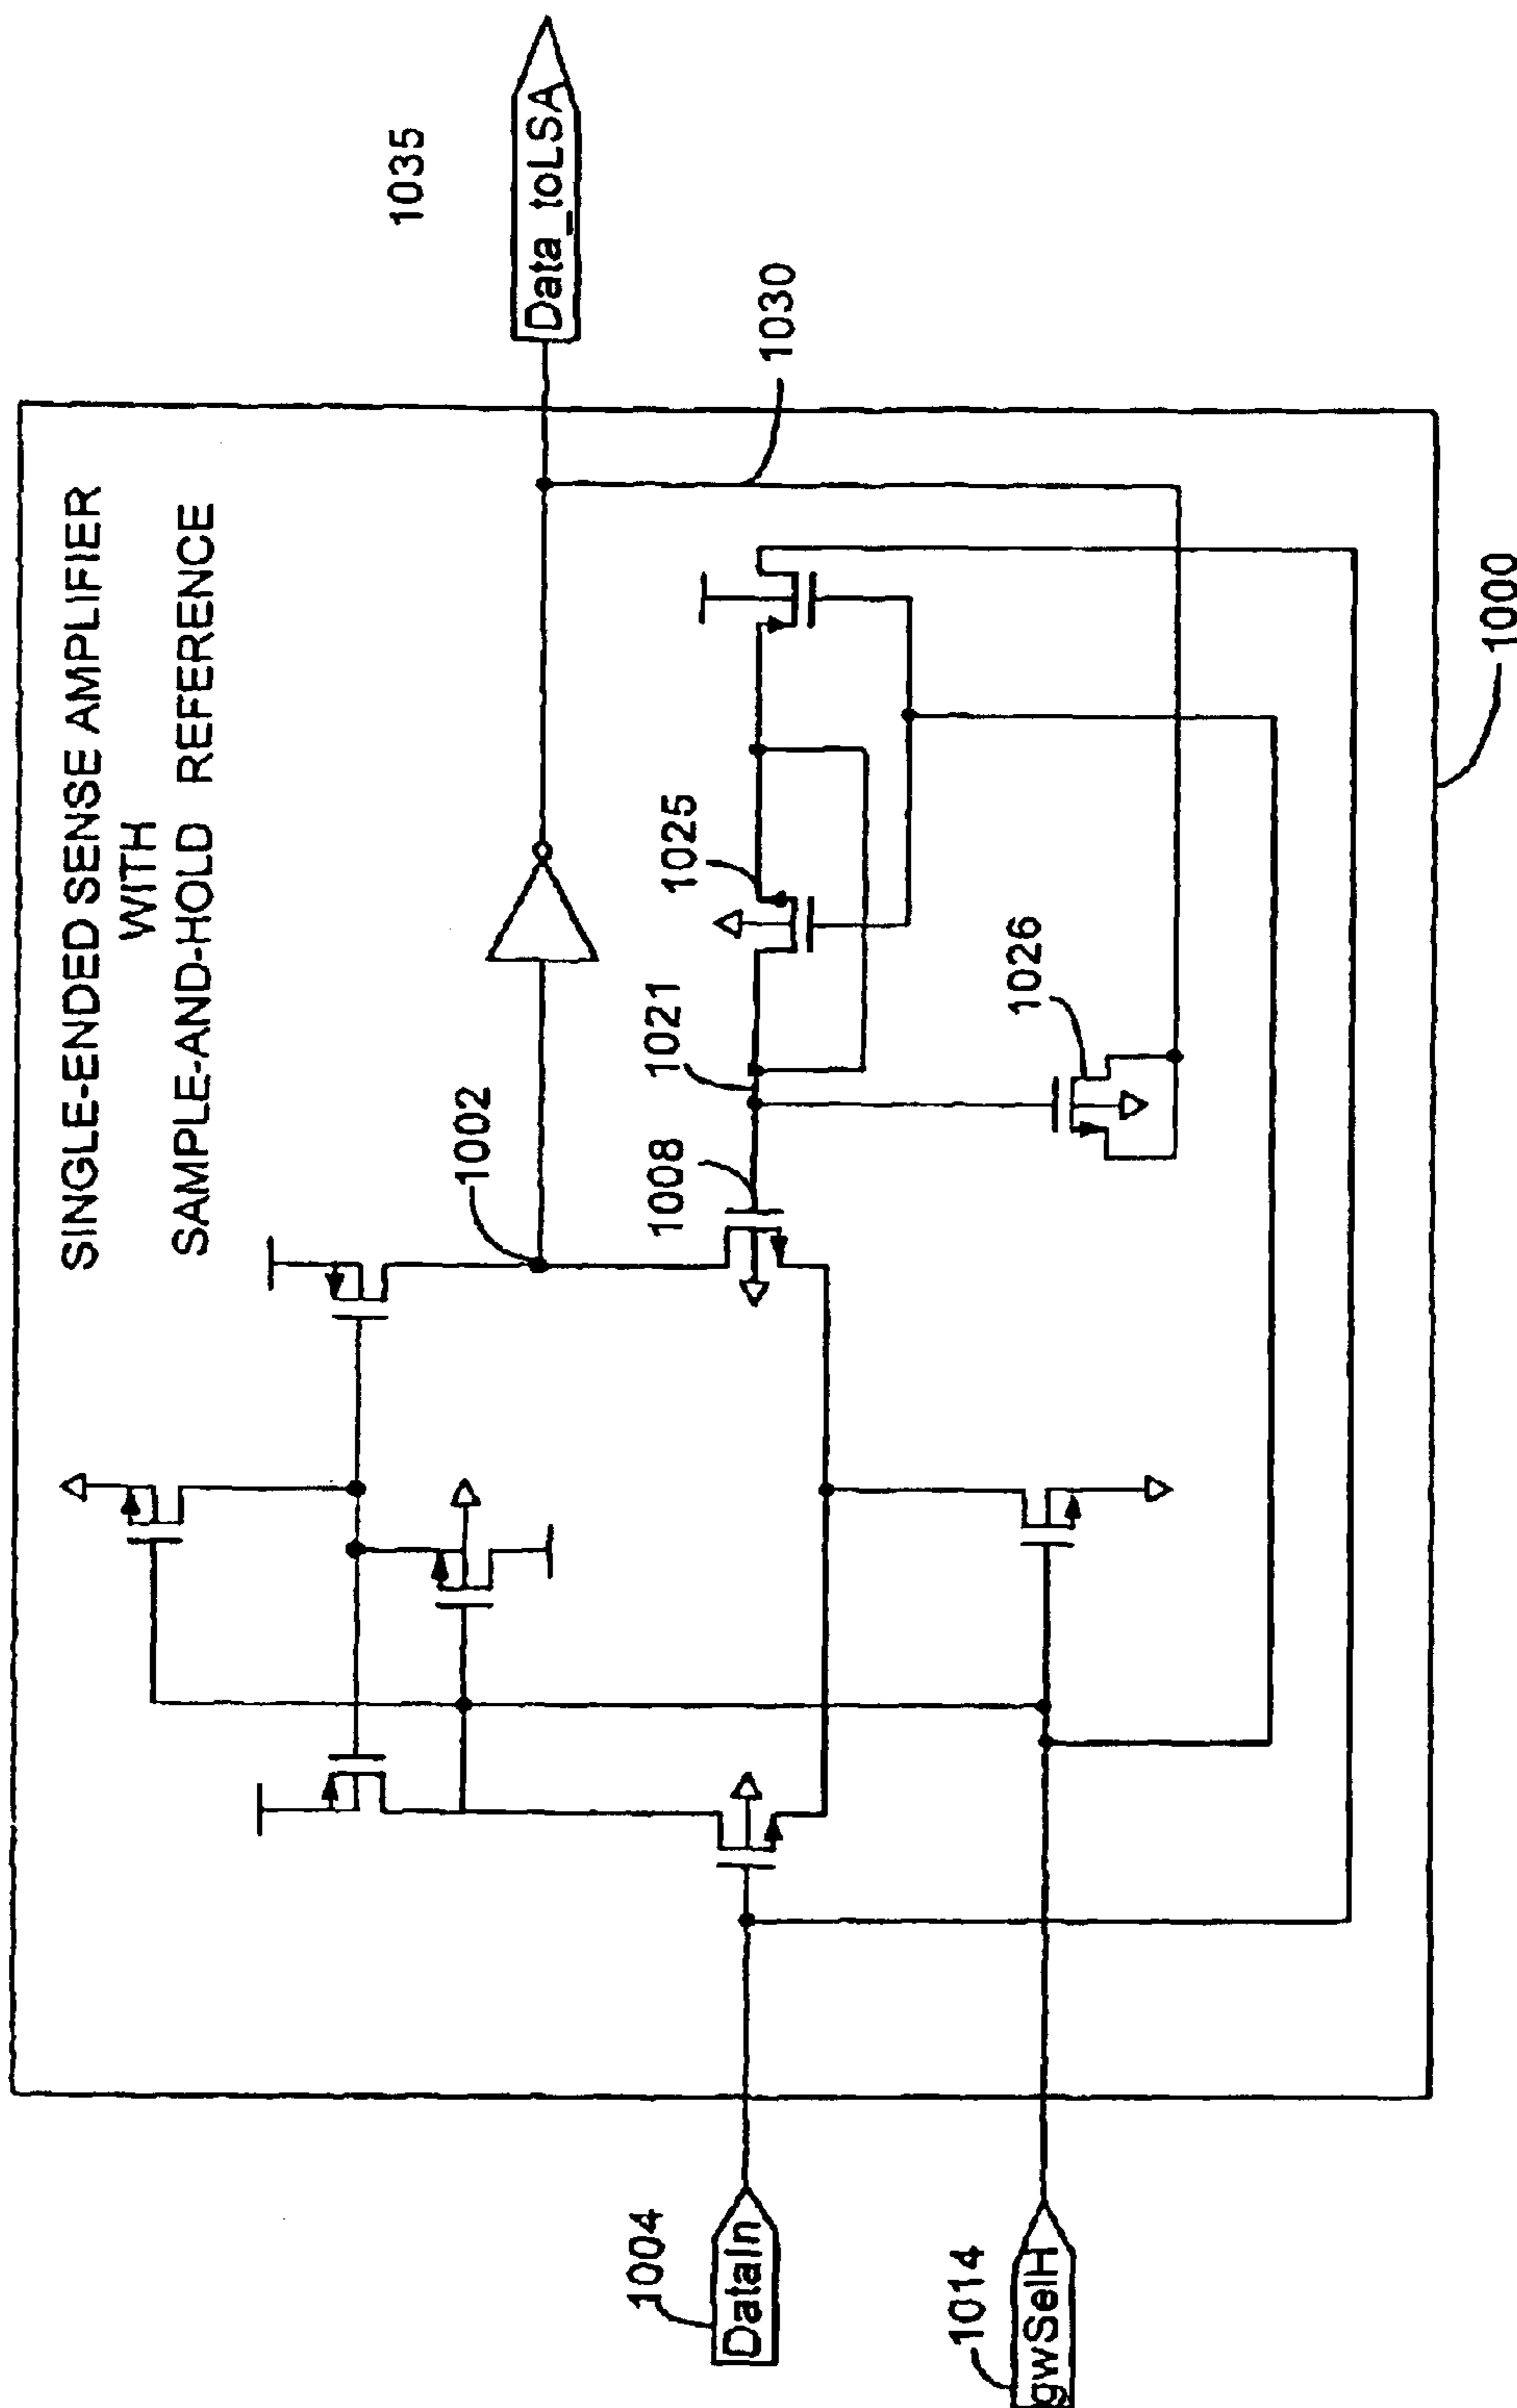 SINGLE-ENDED SENSE AMPLIFIER
WITH
SAMPLE-AND-HOLD REFERENCE
1035
Data_toLSA
1002
1030
1025
1021
1008
1026
1004
DataIn
1014
gwSelH
1000